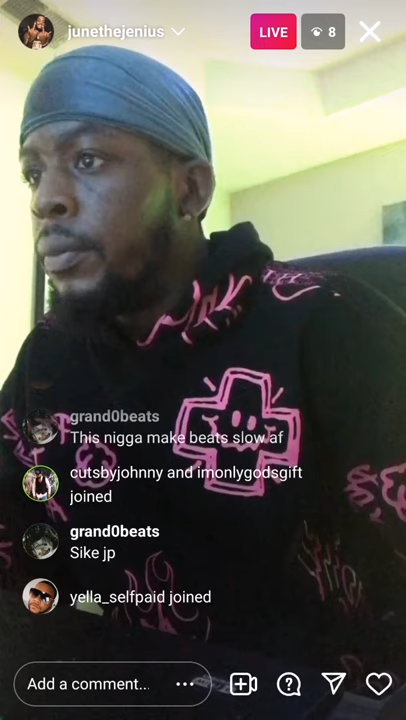 junethejenius
LIVE
8
grand0beats
This nigga make beats slow af
cutsbyjohnny and imonlygodsgift
joined
grand0beats
Sike jp
yella_selfpaid joined
Add a comment...